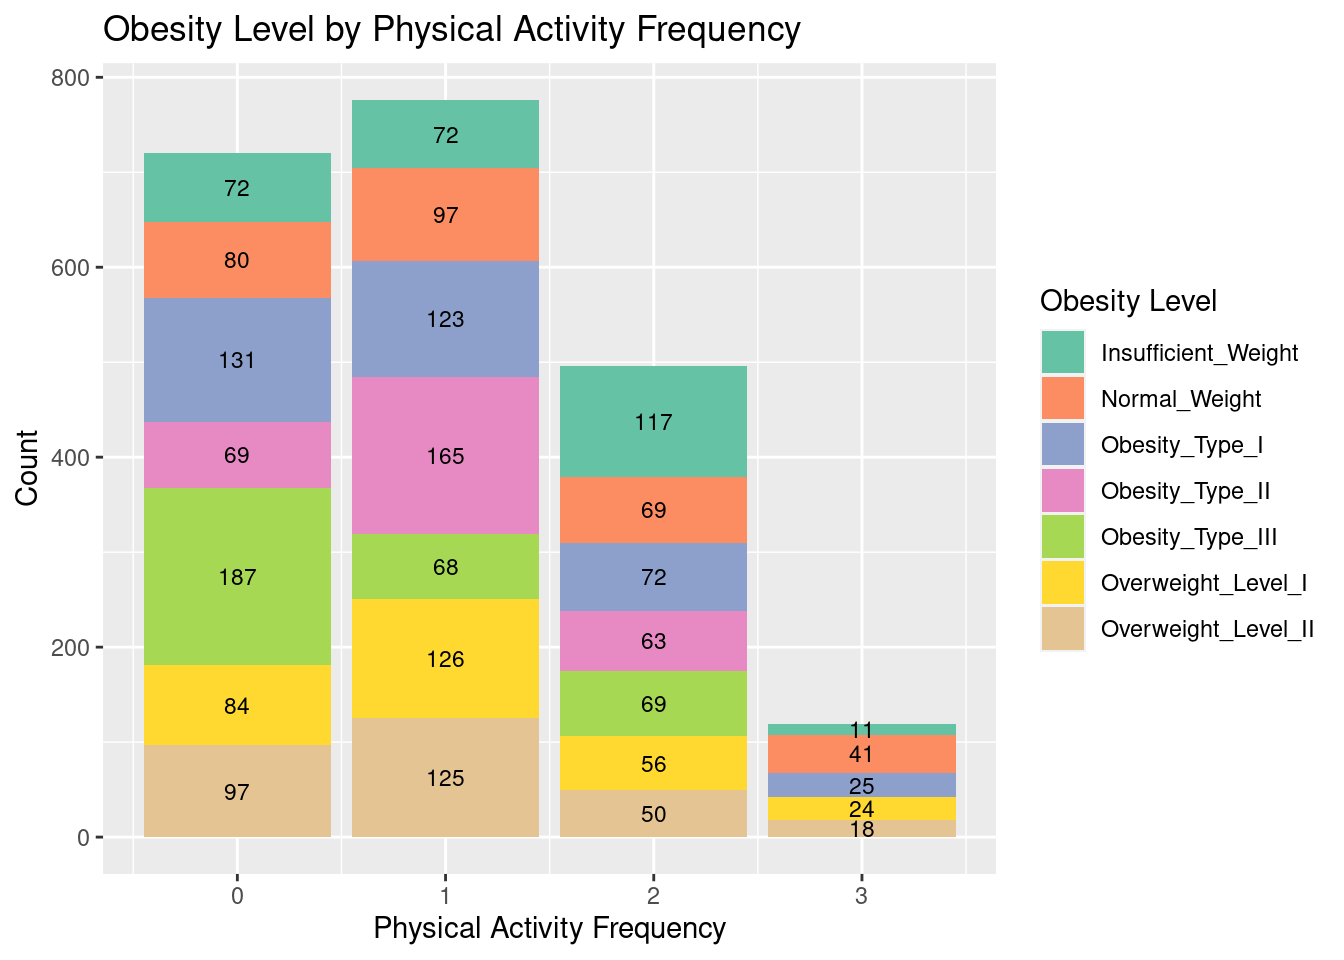 Obesity Level by Physical Activity Frequency
800
600
400
200
0
Count
72
80
131
69
187
84
97
72
97
123
165
68
126
125
117
69
72
63
69
56
50
11
41
25
24
18
0 1 2 3
Physical Activity Frequency
Obesity Level
Insufficient_Weight
Normal_Weight
Obesity_Type_I
Obesity_Type_II
Obesity_Type_III
Overweight_Level_I
Overweight_Level_II